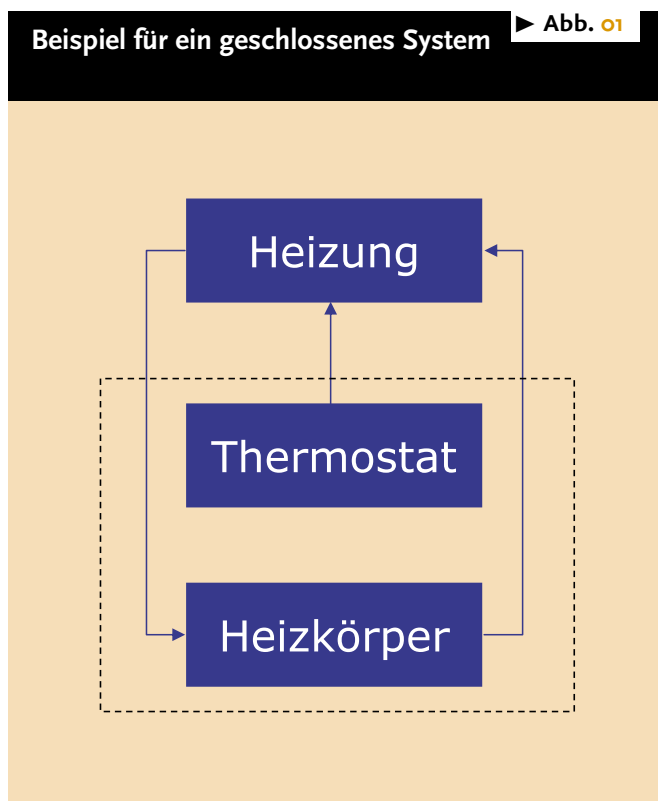 ► Abb. 01
Beispiel für ein geschlossenes System
Heizung
Thermostat
Heizkörper